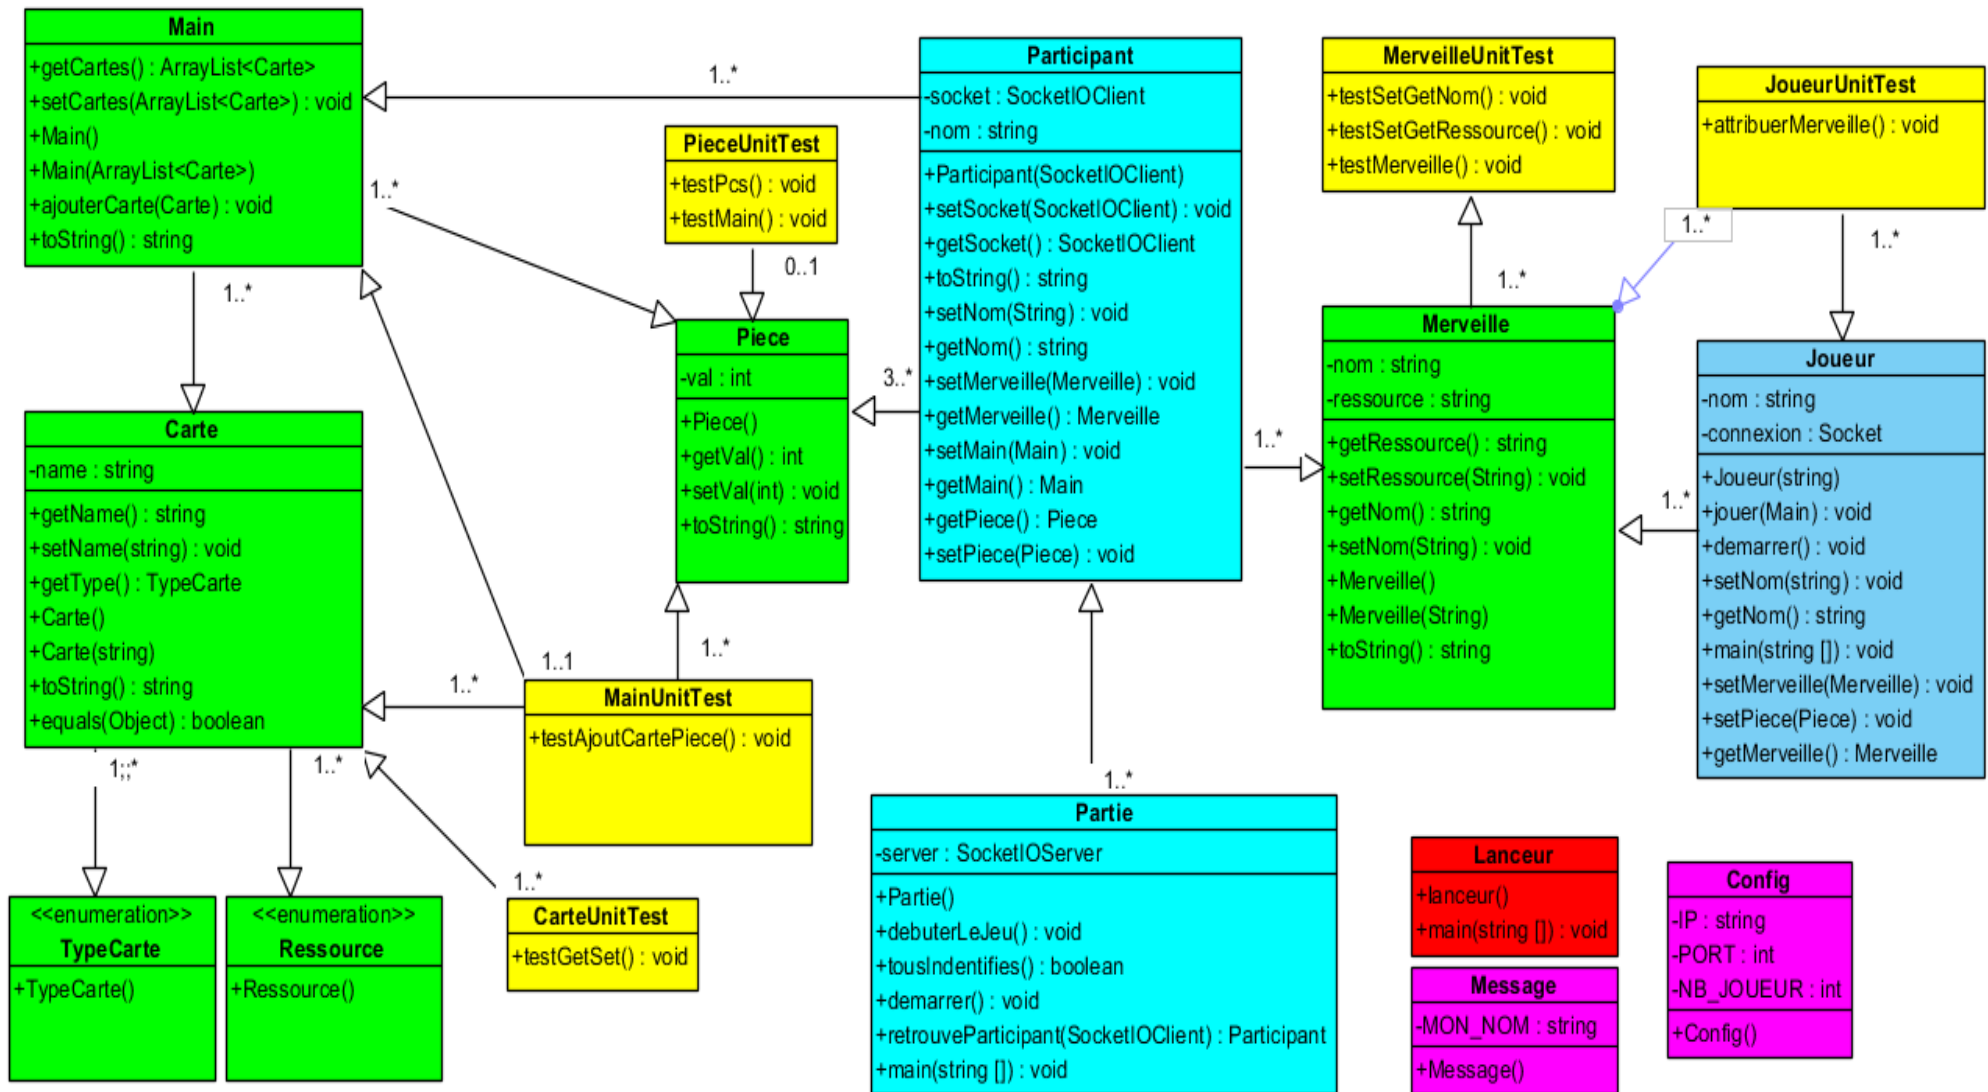 Main
+getCartes() : ArrayList<Carte>
+setCartes(ArrayList<Carte>) : void
+Main()
+Main(ArrayList<Carte>)
+ajouterCarte(Carte) : void
+toString() : string
1..*
1..*
1..*
PieceUnitTest
+testPcs() : void
+testMain() : void
0..1
Participant
-socket : SocketIOClient
-nom : string
+Participant(SocketIOClient)
+setSocket(SocketIOClient) : void
+getSocket() : SocketIOClient
+toString() : string
+setNom(String) : void
+getNom() : string
+setMerveille(Merveille) : void
+getMerveille() : Merveille
+setMain(Main) : void
+getMain() : Main
+getPiece() : Piece
+setPiece(Piece) : void
MerveilleUnitTest
+testSetGetNom() : void
+testSetGetRessource() : void
+testMerveille() : void
1..*
JoueurUnitTest
+attribuerMerveille() : void
1..*
1..*
Piece
-val : int
+Piece()
+getVal() : int
+setVal(int) : void
+toString() : string
3..*
1..*
Merveille
-nom : string
-ressource : string
+getRessource() : string
+setRessource(String) : void
+getNom() : string
+setNom(String) : void
+Merveille()
+Merveille(String)
+toString() : string
1..*
Joueur
-nom : string
-connexion : Socket
+Joueur(string)
+jouer(Main) : void
+demarrer() : void
+setNom(string) : void
+getNom() : string
+main(string []) : void
+setMerveille(Merveille) : void
+setPiece(Piece) : void
+getMerveille() : Merveille
Carte
-name : string
+getName() : string
+setName(string) : void
+getType() : TypeCarte
+Carte()
+Carte(string)
+toString() : string
+equals(Object) : boolean
1..*
1..1
1..*
MainUnitTest
+testAjoutCartePiece() : void
1;;*
1..*
1..*
<<enumeration>>
TypeCarte
+TypeCarte()
<<enumeration>>
Ressource
+Ressource()
CarteUnitTest
+testGetSet() : void
1..*
Partie
-server : SocketIOServer
+Partie()
+debuterLeJeu() : void
+tousIndentifies() : boolean
+demarrer() : void
+retrouveParticipant(SocketIOClient) : Participant
+main(string []) : void
Lanceur
+lanceur()
+main(string []) : void
Message
-MON_NOM : string
+Message()
Config
-IP : string
-PORT : int
-NB_JOUEUR : int
+Config()